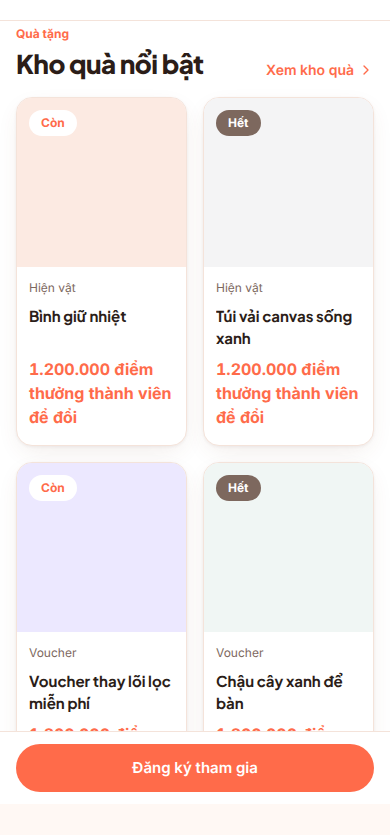 Quà tặng
Kho quà nổi bật
Xem kho quà
Còn
Hết
Hiện vật
Hiện vật
Bình giữ nhiệt
Túi vải canvas sống
xanh
1.200.000 điểm
thưởng thành viên
để đổi
1.200.000 điểm
thưởng thành viên
để đổi
Còn
Hết
Voucher
Voucher
Voucher thay lõi lọc
miễn phí
Chậu cây xanh để
bàn
Đăng ký tham gia